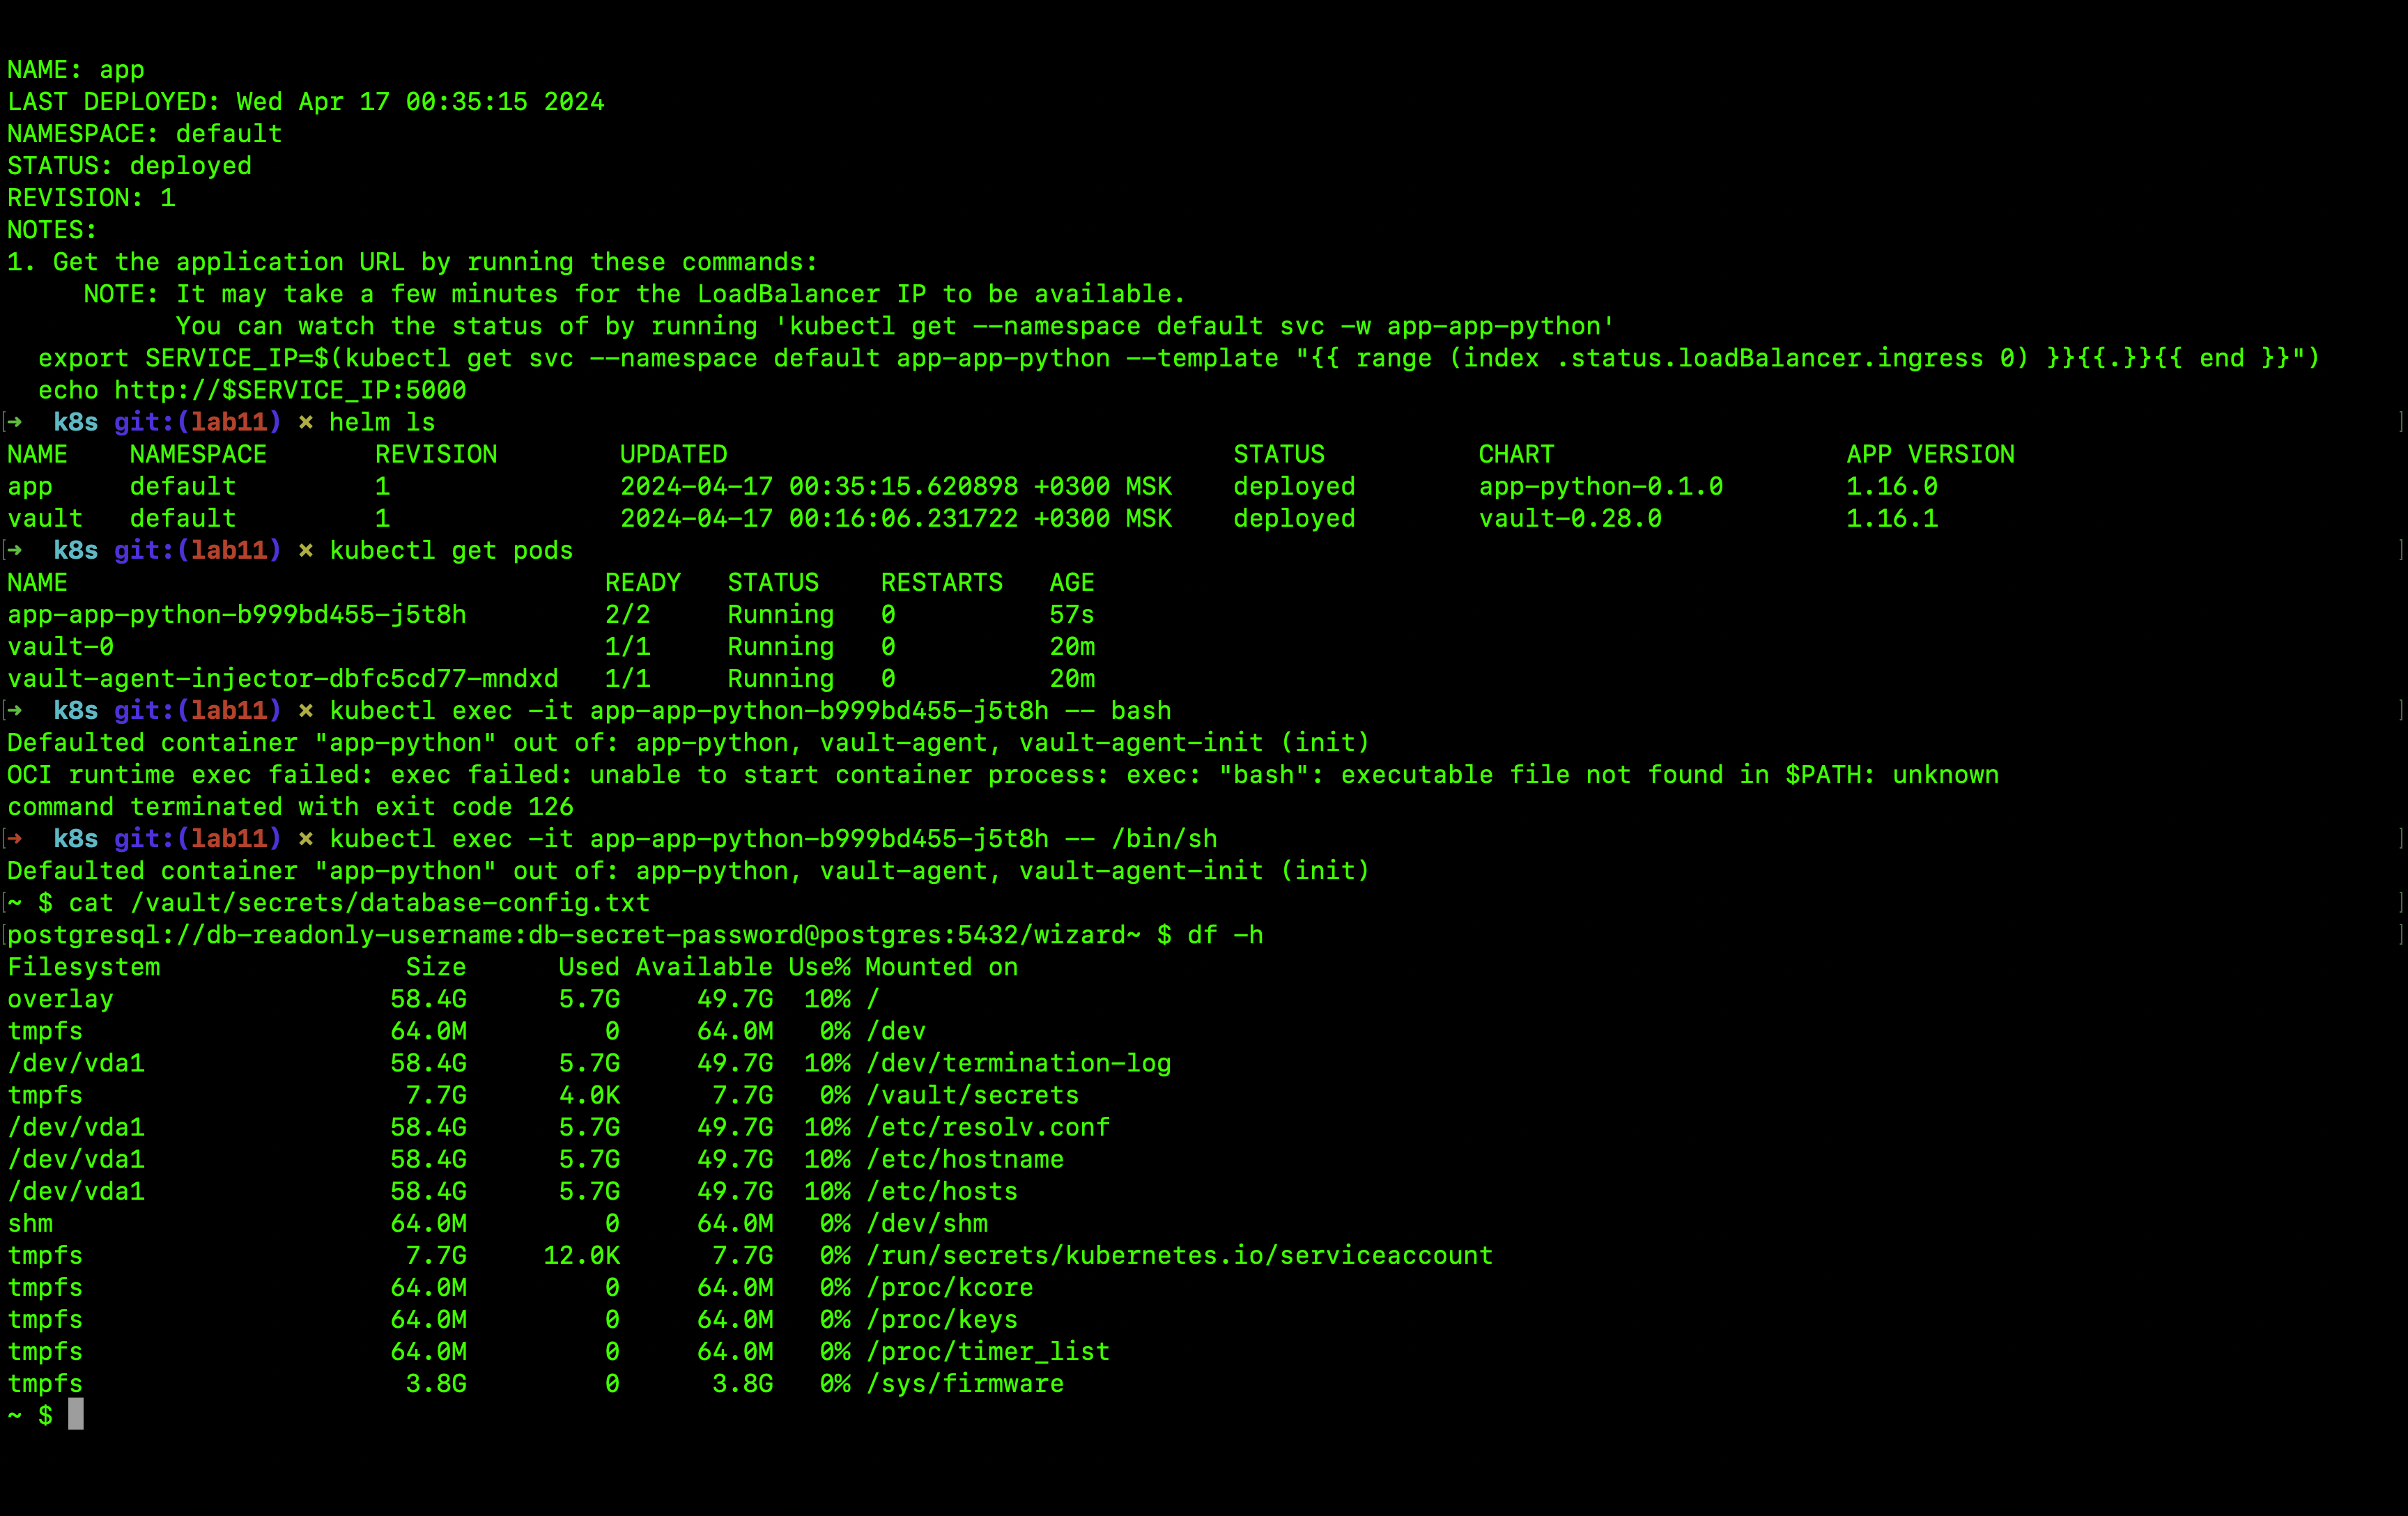 NAME: app
LAST DEPLOYED: Wed Apr 17 00:35:15 2024
NAMESPACE: default
STATUS: deployed
REVISION: 1
NOTES:
1. Get the application URL by running these commands:
     NOTE: It may take a few minutes for the LoadBalancer IP to be available.
           You can watch the status of by running 'kubectl get --namespace default svc -w app-app-python'
  export SERVICE_IP=$(kubectl get svc --namespace default app-app-python --template "{{ range (index .status.loadBalancer.ingress 0) }}{{.}}{{ end }}")
  echo http://$SERVICE_IP:5000
[➜  k8s git:(lab11) ✗ helm ls ]
NAME    NAMESPACE       REVISION        UPDATED                                 STATUS          CHART                   APP VERSION
app     default         1               2024-04-17 00:35:15.620898 +0300 MSK    deployed        app-python-0.1.0        1.16.0
vault   default         1               2024-04-17 00:16:06.231722 +0300 MSK    deployed        vault-0.28.0            1.16.1
[➜  k8s git:(lab11) ✗ kubectl get pods ]
NAME                                   READY   STATUS    RESTARTS   AGE
app-app-python-b999bd455-j5t8h         2/2     Running   0          57s
vault-0                                1/1     Running   0          20m
vault-agent-injector-dbfc5cd77-mndxd   1/1     Running   0          20m
[➜  k8s git:(lab11) ✗ kubectl exec -it app-app-python-b999bd455-j5t8h -- bash ]
Defaulted container "app-python" out of: app-python, vault-agent, vault-agent-init (init)
OCI runtime exec failed: exec failed: unable to start container process: exec: "bash": executable file not found in $PATH: unknown
command terminated with exit code 126
[➜  k8s git:(lab11) ✗ kubectl exec -it app-app-python-b999bd455-j5t8h -- /bin/sh ]
Defaulted container "app-python" out of: app-python, vault-agent, vault-agent-init (init)
[~ $ cat /vault/secrets/database-config.txt ]
[postgresql://db-readonly-username:db-secret-password@postgres:5432/wizard~ $ df -h ]
Filesystem                Size      Used Available Use% Mounted on
overlay                  58.4G      5.7G     49.7G  10% /
tmpfs                    64.0M         0     64.0M   0% /dev
/dev/vda1                58.4G      5.7G     49.7G  10% /dev/termination-log
tmpfs                     7.7G      4.0K      7.7G   0% /vault/secrets
/dev/vda1                58.4G      5.7G     49.7G  10% /etc/resolv.conf
/dev/vda1                58.4G      5.7G     49.7G  10% /etc/hostname
/dev/vda1                58.4G      5.7G     49.7G  10% /etc/hosts
shm                      64.0M         0     64.0M   0% /dev/shm
tmpfs                     7.7G     12.0K      7.7G   0% /run/secrets/kubernetes.io/serviceaccount
tmpfs                    64.0M         0     64.0M   0% /proc/kcore
tmpfs                    64.0M         0     64.0M   0% /proc/keys
tmpfs                    64.0M         0     64.0M   0% /proc/timer_list
tmpfs                     3.8G         0      3.8G   0% /sys/firmware
~ $